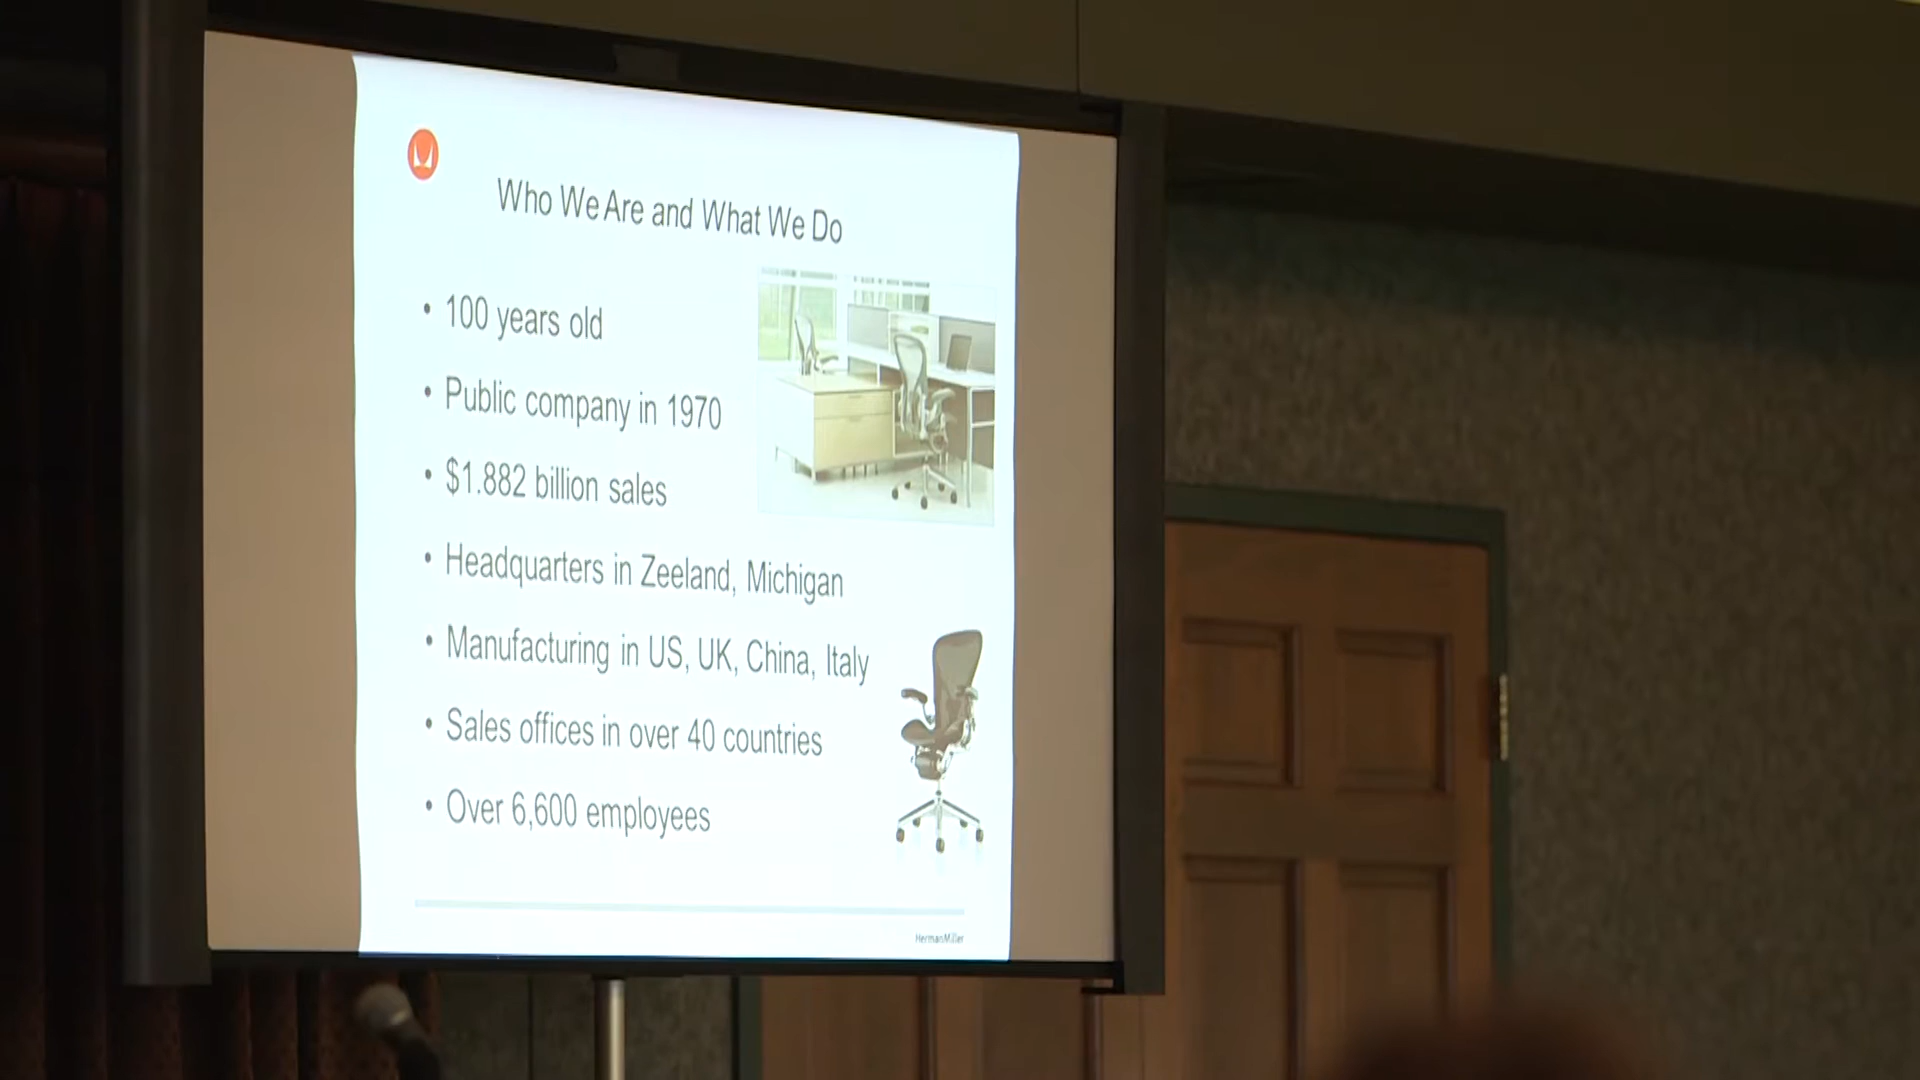 Who We Are and What We Do
• 100 years old
• Public company in 1970
• $1.882 billion sales
• Headquarters in Zeeland, Michigan
• Manufacturing in US, UK, China, Italy
• Sales offices in over 40 countries
• Over 6,600 employees
HermanMiller